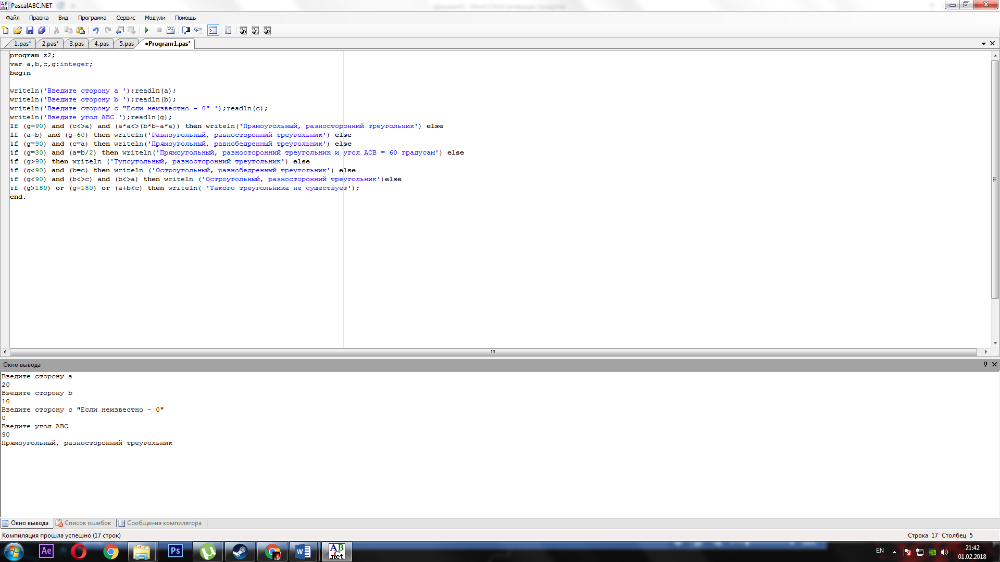 PascalABC.NET
Файл Правка Вид Программа Сервис Модули Помощь
1.pas* 2.pas* 3.pas 4.pas 5.pas •Program1.pas*
program z2;
var a,b,c,g:integer;
begin
writeln('Введите сторону a ');readln(a);
writeln('Введите сторону b ');readln(b);
writeln('Введите сторону c "Если неизвестно - 0" ');readln(c);
writeln('Введите угол ABC ');readln(g);
If (g=90) and (c<>a) and (a*a<>(b*b-a*a)) then writeln('Прямоугольный, разносторонний треугольник') else
If (a=b) and (g=60) then writeln('Равноугольный, равносторонний треугольник') else
if (g=90) and (c=a) then writeln('Прямоугольный, равнобедренный треугольник') else
if (g=30) and (a=b/2) then writeln('Прямоугольный, разносторонний треугольник и угол ACB = 60 градусам') else
if (g>90) then writeln ('Тупоугольный, разносторонний треугольник') else
if (g<90) and (b=c) then writeln ('Остроугольный, равнобедренный треугольник') else
if (g<90) and (b<>c) and (b<>a) then writeln ('Остроугольный, разносторонний треугольник')else
if (g>180) or (g=180) or (a+b<c) then writeln( 'Такого треугольника не существует');
end.
Окно вывода
Введите сторону a
20
Введите сторону b
10
Введите сторону c "Если неизвестно - 0"
0
Введите угол ABC
90
Прямоугольный, разносторонний треугольник
Окно вывода Список ошибок Сообщения компилятора
Компиляция прошла успешно (17 строк) Строка 17 Столбец 5
EN 21:42
01.02.2018